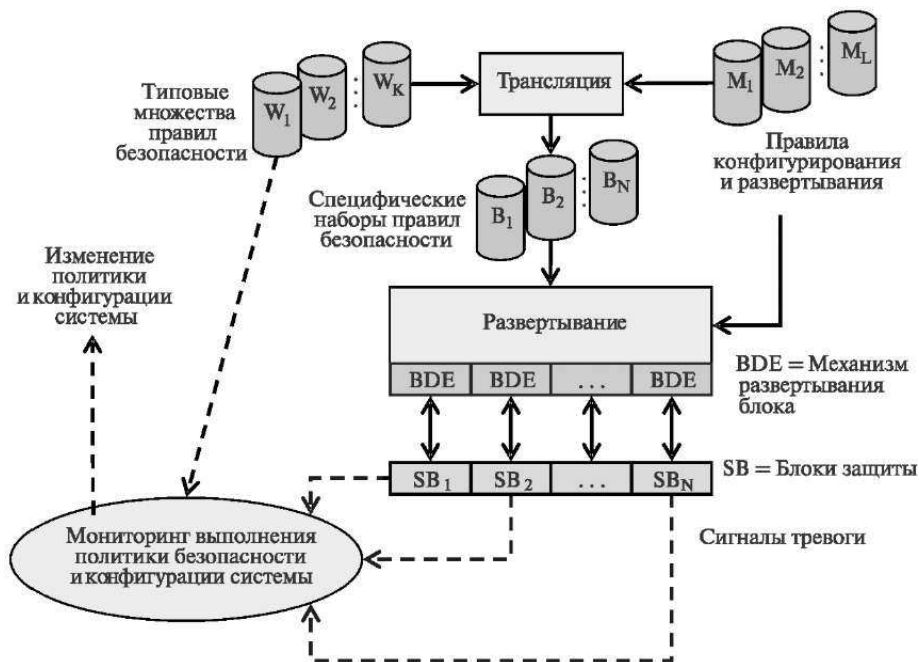 Типовые
множества
правил
безопасности
W1
W2
WK
Трансляция
M1
M2
ML
Правила
конфигурирования
и развертывания
Специфические
наборы правил
безопасности
B1
B2
BN
Изменение
политики
и конфигурации
системы
Развертывание
BDE
BDE
...
BDE
BDE = Механизм
развертывания
блока
SB1
SB2
...
SBN
SB = Блоки защиты
Мониторинг выполнения
политики безопасности
и конфигурации системы
Сигналы тревоги